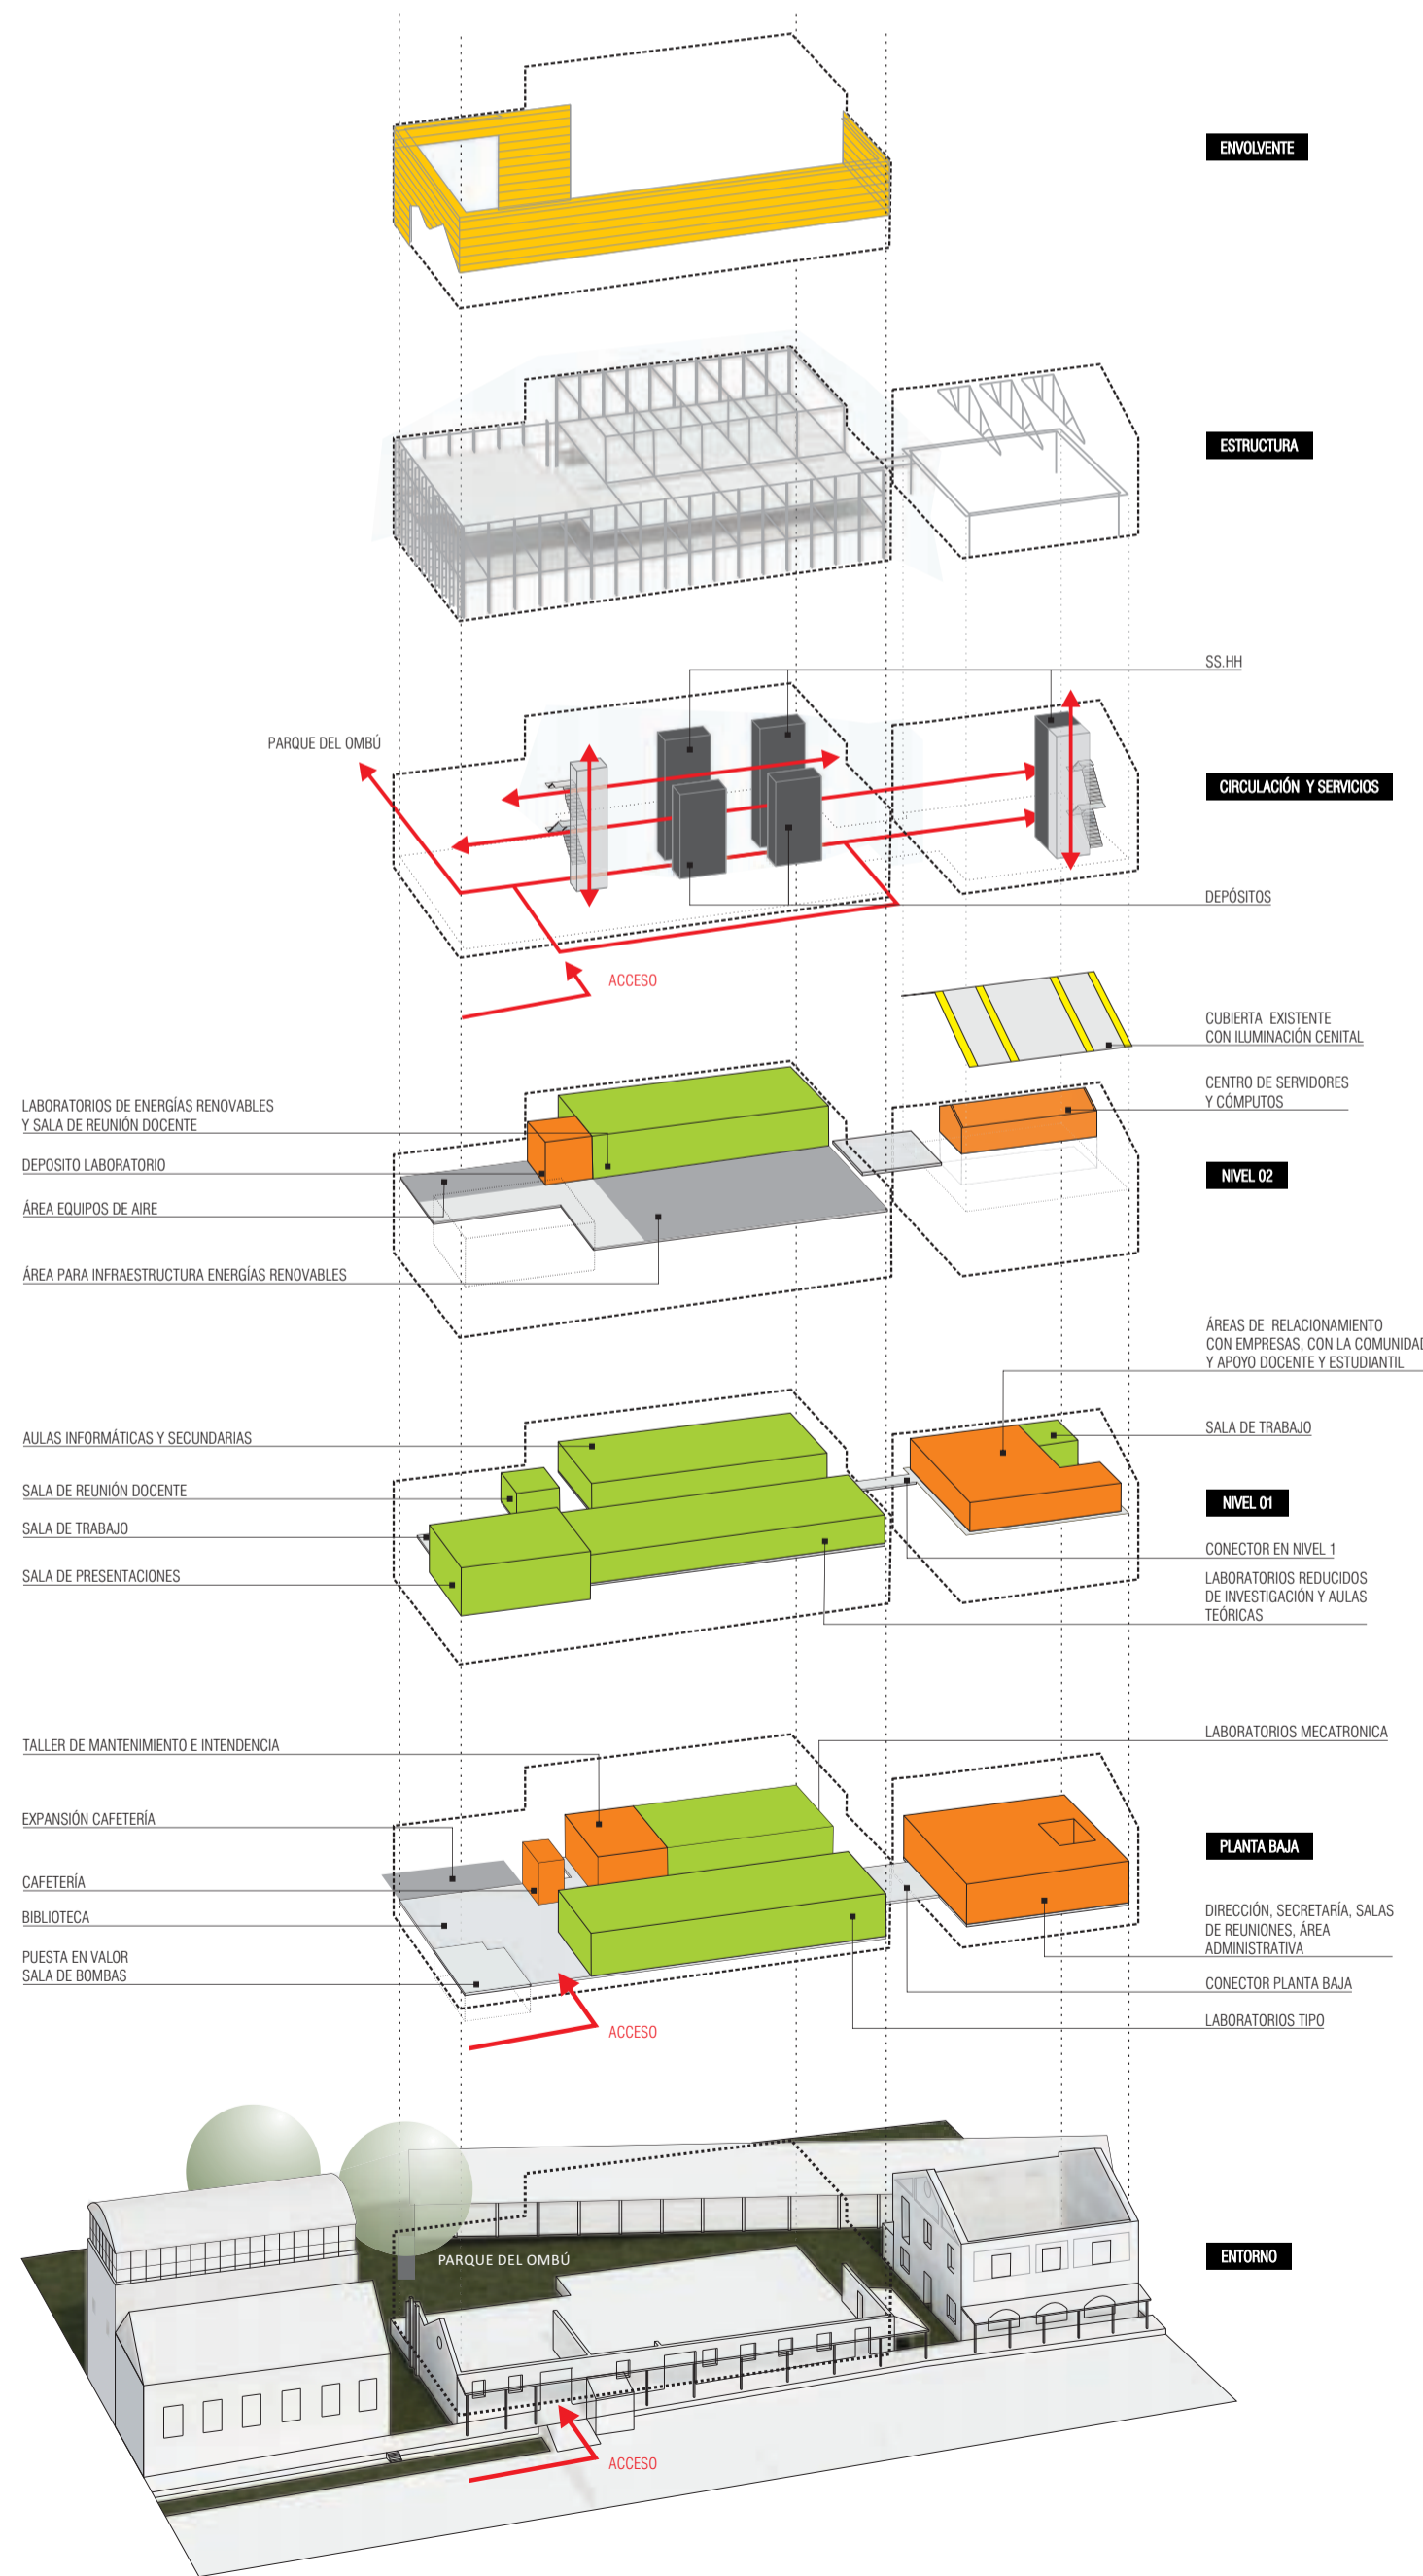 ENVOLVENTE
ESTRUCTURA
SS.HH
PARQUE DEL OMBÚ
CIRCULACIÓN Y SERVICIOS
DEPÓSITOS
ACCESO
CUBIERTA EXISTENTE
CON ILUMINACIÓN CENITAL
CENTRO DE SERVIDORES
Y CÓMPUTOS
LABORATORIOS DE ENERGÍAS RENOVABLES
Y SALA DE REUNIÓN DOCENTE
DEPOSITO LABORATORIO
NIVEL 02
ÁREA EQUIPOS DE AIRE
ÁREA PARA INFRAESTRUCTURA ENERGÍAS RENOVABLES
ÁREAS DE RELACIONAMIENTO
CON EMPRESAS, CON LA COMUNIDAD
Y APOYO DOCENTE Y ESTUDIANTIL
AULAS INFORMÁTICAS Y SECUNDARIAS
SALA DE TRABAJO
SALA DE REUNIÓN DOCENTE
NIVEL 01
SALA DE TRABAJO
CONECTOR EN NIVEL 1
SALA DE PRESENTACIONES
LABORATORIOS REDUCIDOS
DE INVESTIGACIÓN Y AULAS
TEÓRICAS
LABORATORIOS MECATRONICA
TALLER DE MANTENIMIENTO E INTENDENCIA
EXPANSIÓN CAFETERÍA
PLANTA BAJA
CAFETERÍA
BIBLIOTECA
DIRECCIÓN, SECRETARÍA, SALAS
DE REUNIONES, ÁREA
ADMINISTRATIVA
PUESTA EN VALOR
SALA DE BOMBAS
CONECTOR PLANTA BAJA
LABORATORIOS TIPO
ACCESO
PARQUE DEL OMBÚ
ENTORNO
ACCESO